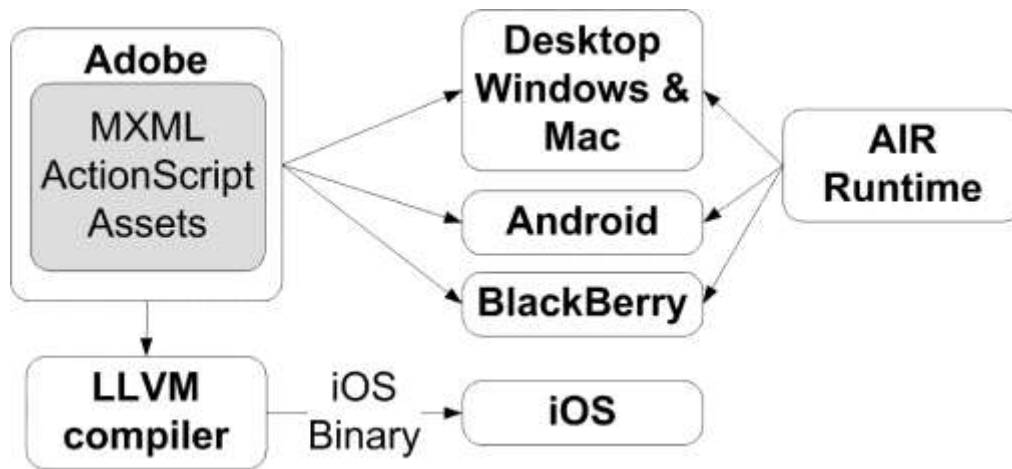 Adobe
MXML
ActionScript
Assets
Desktop
Windows &
Mac
Android
BlackBerry
AIR
Runtime
LLVM
compiler
iOS
Binary
iOS